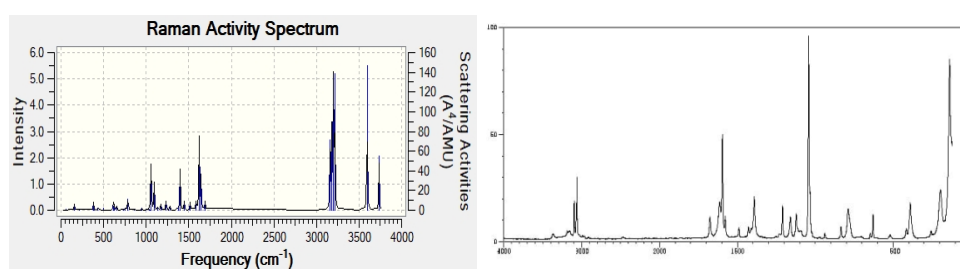 Raman Activity Spectrum
Intensity
6.0
5.0
4.0
3.0
2.0
1.0
0.0
160
140
120
100
80
60
40
20
0
Scattering Activities
(A⁴/AMU)
0 500 1000 1500 2000 2500 3000 3500 4000
Frequency (cm⁻¹)
100
50
0
4000 3000 2000 1500 1000 500